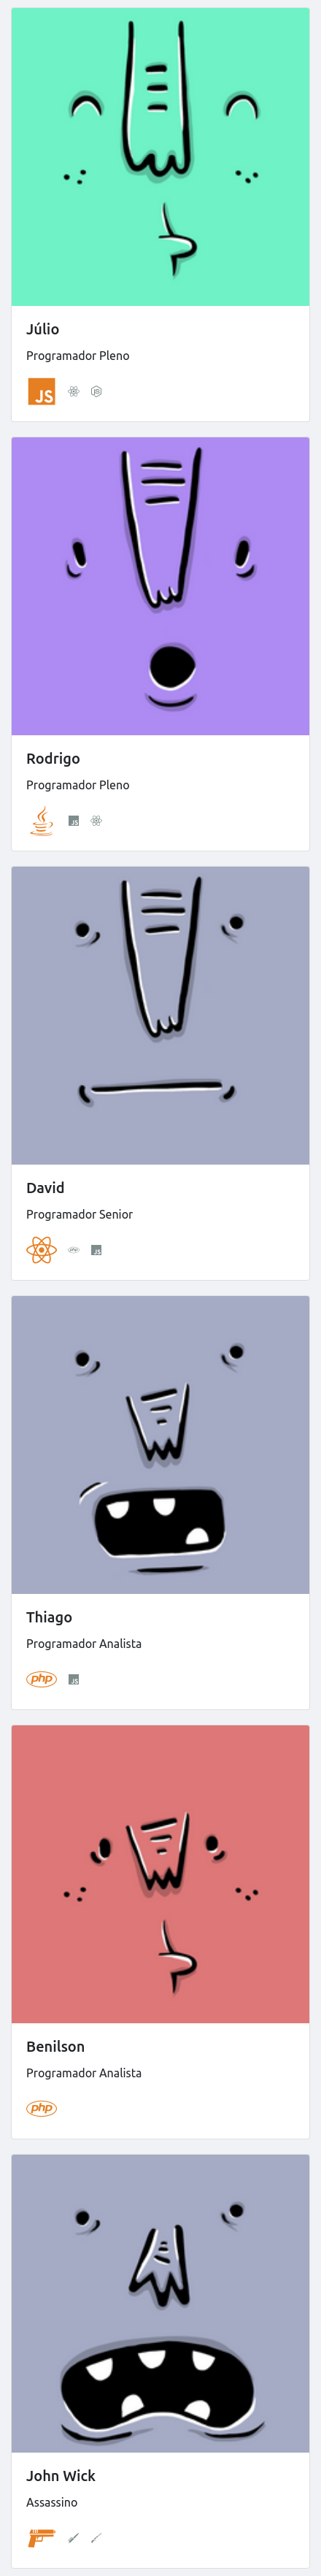 Júlio
Programador Pleno
JS
JS
Rodrigo
Programador Pleno
JS
David
Programador Senior
php
JS
Thiago
Programador Analista
php
JS
Benilson
Programador Analista
php
John Wick
Assassino